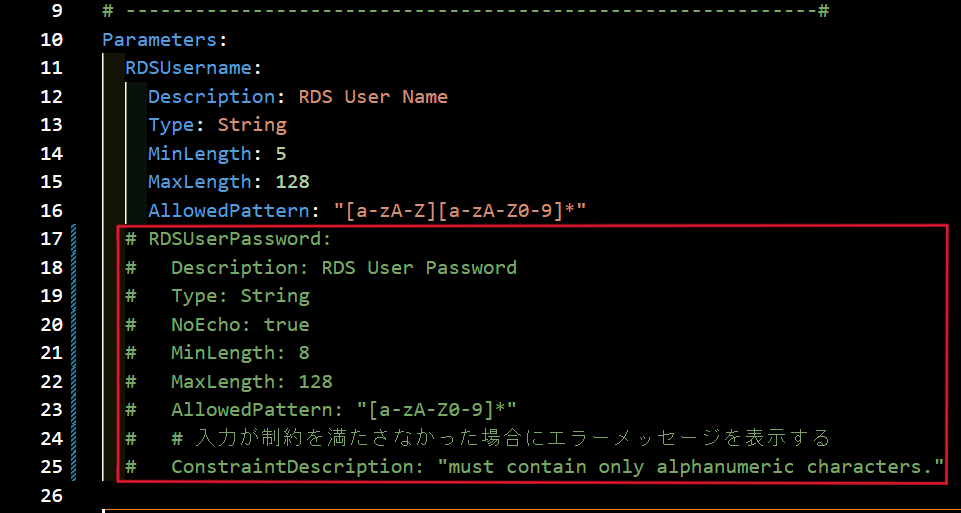 9 # ------------------------------------------------------------#
10 Parameters:
11   RDSUsername:
12     Description: RDS User Name
13     Type: String
14     MinLength: 5
15     MaxLength: 128
16     AllowedPattern: "[a-zA-Z][a-zA-Z0-9]*"
17   # RDSUserPassword:
18   #   Description: RDS User Password
19   #   Type: String
20   #   NoEcho: true
21   #   MinLength: 8
22   #   MaxLength: 128
23   #   AllowedPattern: "[a-zA-Z0-9]*"
24   #   # 入力が制約を満たさなかった場合にエラーメッセージを表示する
25   #   ConstraintDescription: "must contain only alphanumeric characters."
26